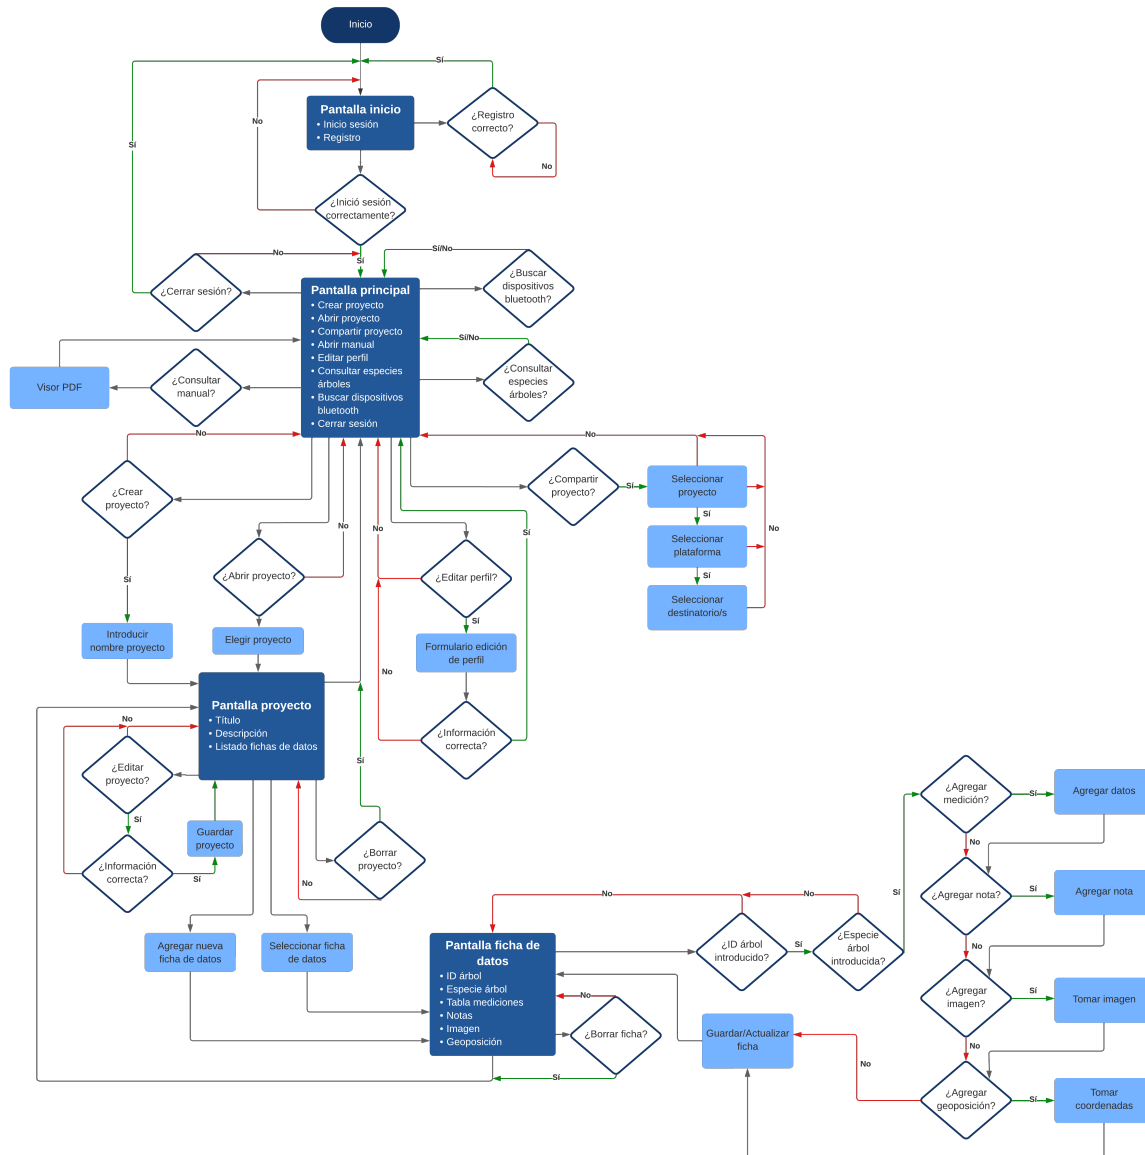 Inicio
Sí
Pantalla inicio
• Inicio sesión
• Registro
¿Registro
correcto?
No
No
Sí
¿Inició sesión
correctamente?
Sí
No
¿Cerrar sesión?
Sí/No
¿Buscar
dispositivos
bluetooth?
Pantalla principal
• Crear proyecto
• Abrir proyecto
• Compartir proyecto
• Abrir manual
• Editar perfil
• Consultar especies
árboles
• Buscar dispositivos
bluetooth
• Cerrar sesión
Sí/No
¿Consultar
especies
árboles?
¿Consultar
manual?
Visor PDF
No
¿Crear
proyecto?
Sí
Introducir
nombre proyecto
No
¿Abrir proyecto?
Elegir proyecto
No
¿Editar perfil?
Sí
Formulario edición
de perfil
No
¿Información
correcta?
Sí
No
¿Compartir
proyecto?
Sí
Seleccionar
proyecto
Sí
Seleccionar
plataforma
Sí
Seleccionar
destinatorio/s
No
Pantalla proyecto
• Título
• Descripción
• Listado fichas de datos
No
¿Editar
proyecto?
Sí
¿Información
correcta?
Sí
Guardar
proyecto
Sí
¿Borrar
proyecto?
No
Agregar nueva
ficha de datos
Seleccionar ficha
de datos
Pantalla ficha de
datos
• ID árbol
• Especie árbol
• Tabla mediciones
• Notas
• Imagen
• Geoposición
No
¿Borrar ficha?
Sí
No
¿ID árbol
introducido?
Sí
No
¿Especie
árbol
introducida?
Sí
¿Agregar
medición?
Sí
Agregar datos
No
¿Agregar nota?
Sí
Agregar nota
No
¿Agregar
imagen?
Sí
Tomar imagen
No
¿Agregar
geoposición?
Sí
Tomar
coordenadas
No
Guardar/Actualizar
ficha